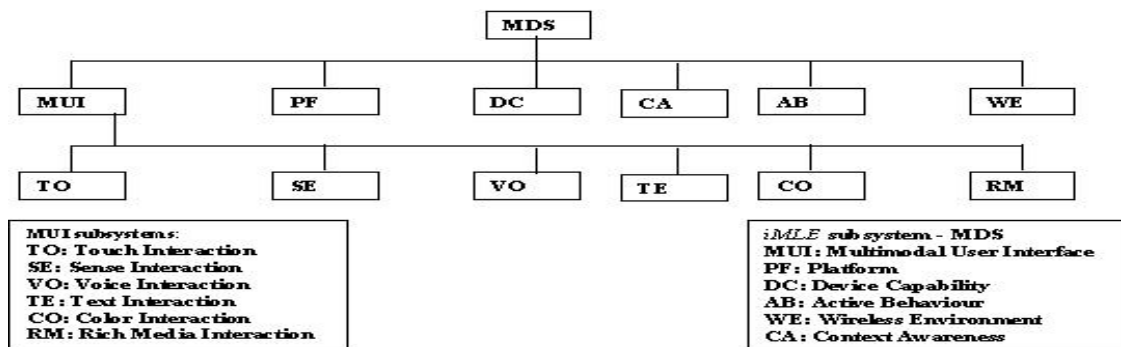 MDS
MUI PF DC CA AB WE
TO SE VO TE CO RM
MUI subsystems:
TO: Touch Interaction
SE: Sense Interaction
VO: Voice Interaction
TE: Text Interaction
CO: Color Interaction
RM: Rich Media Interaction
iMLE subsystem - MDS
MUI: Multimodal User Interface
PF: Platform
DC: Device Capability
AB: Active Behaviour
WE: Wireless Environment
CA: Context Awareness